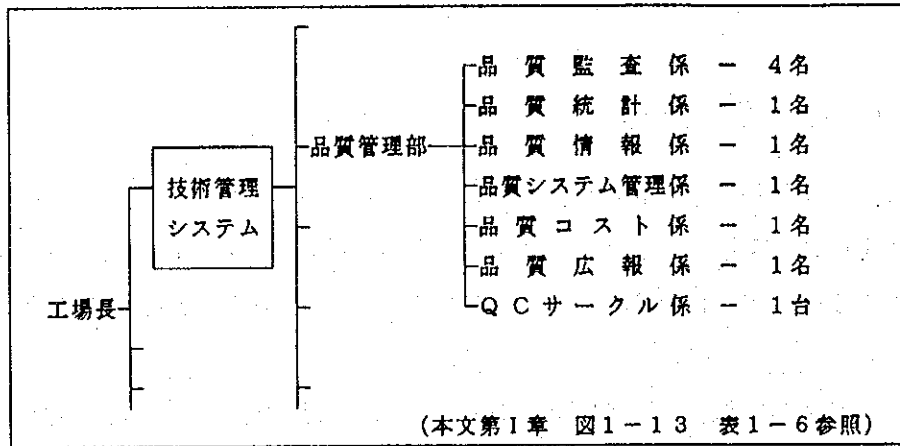 品質監査係 － 4名
品質統計係 － 1名
品質管理部
品質情報係 － 1名
技術管理
システム
品質システム管理係 － 1名
品質コスト係 － 1名
品質広報係 － 1名
工場長
QCサークル係 － 1台
(本文第Ⅰ章 図1－13 表1－6参照)